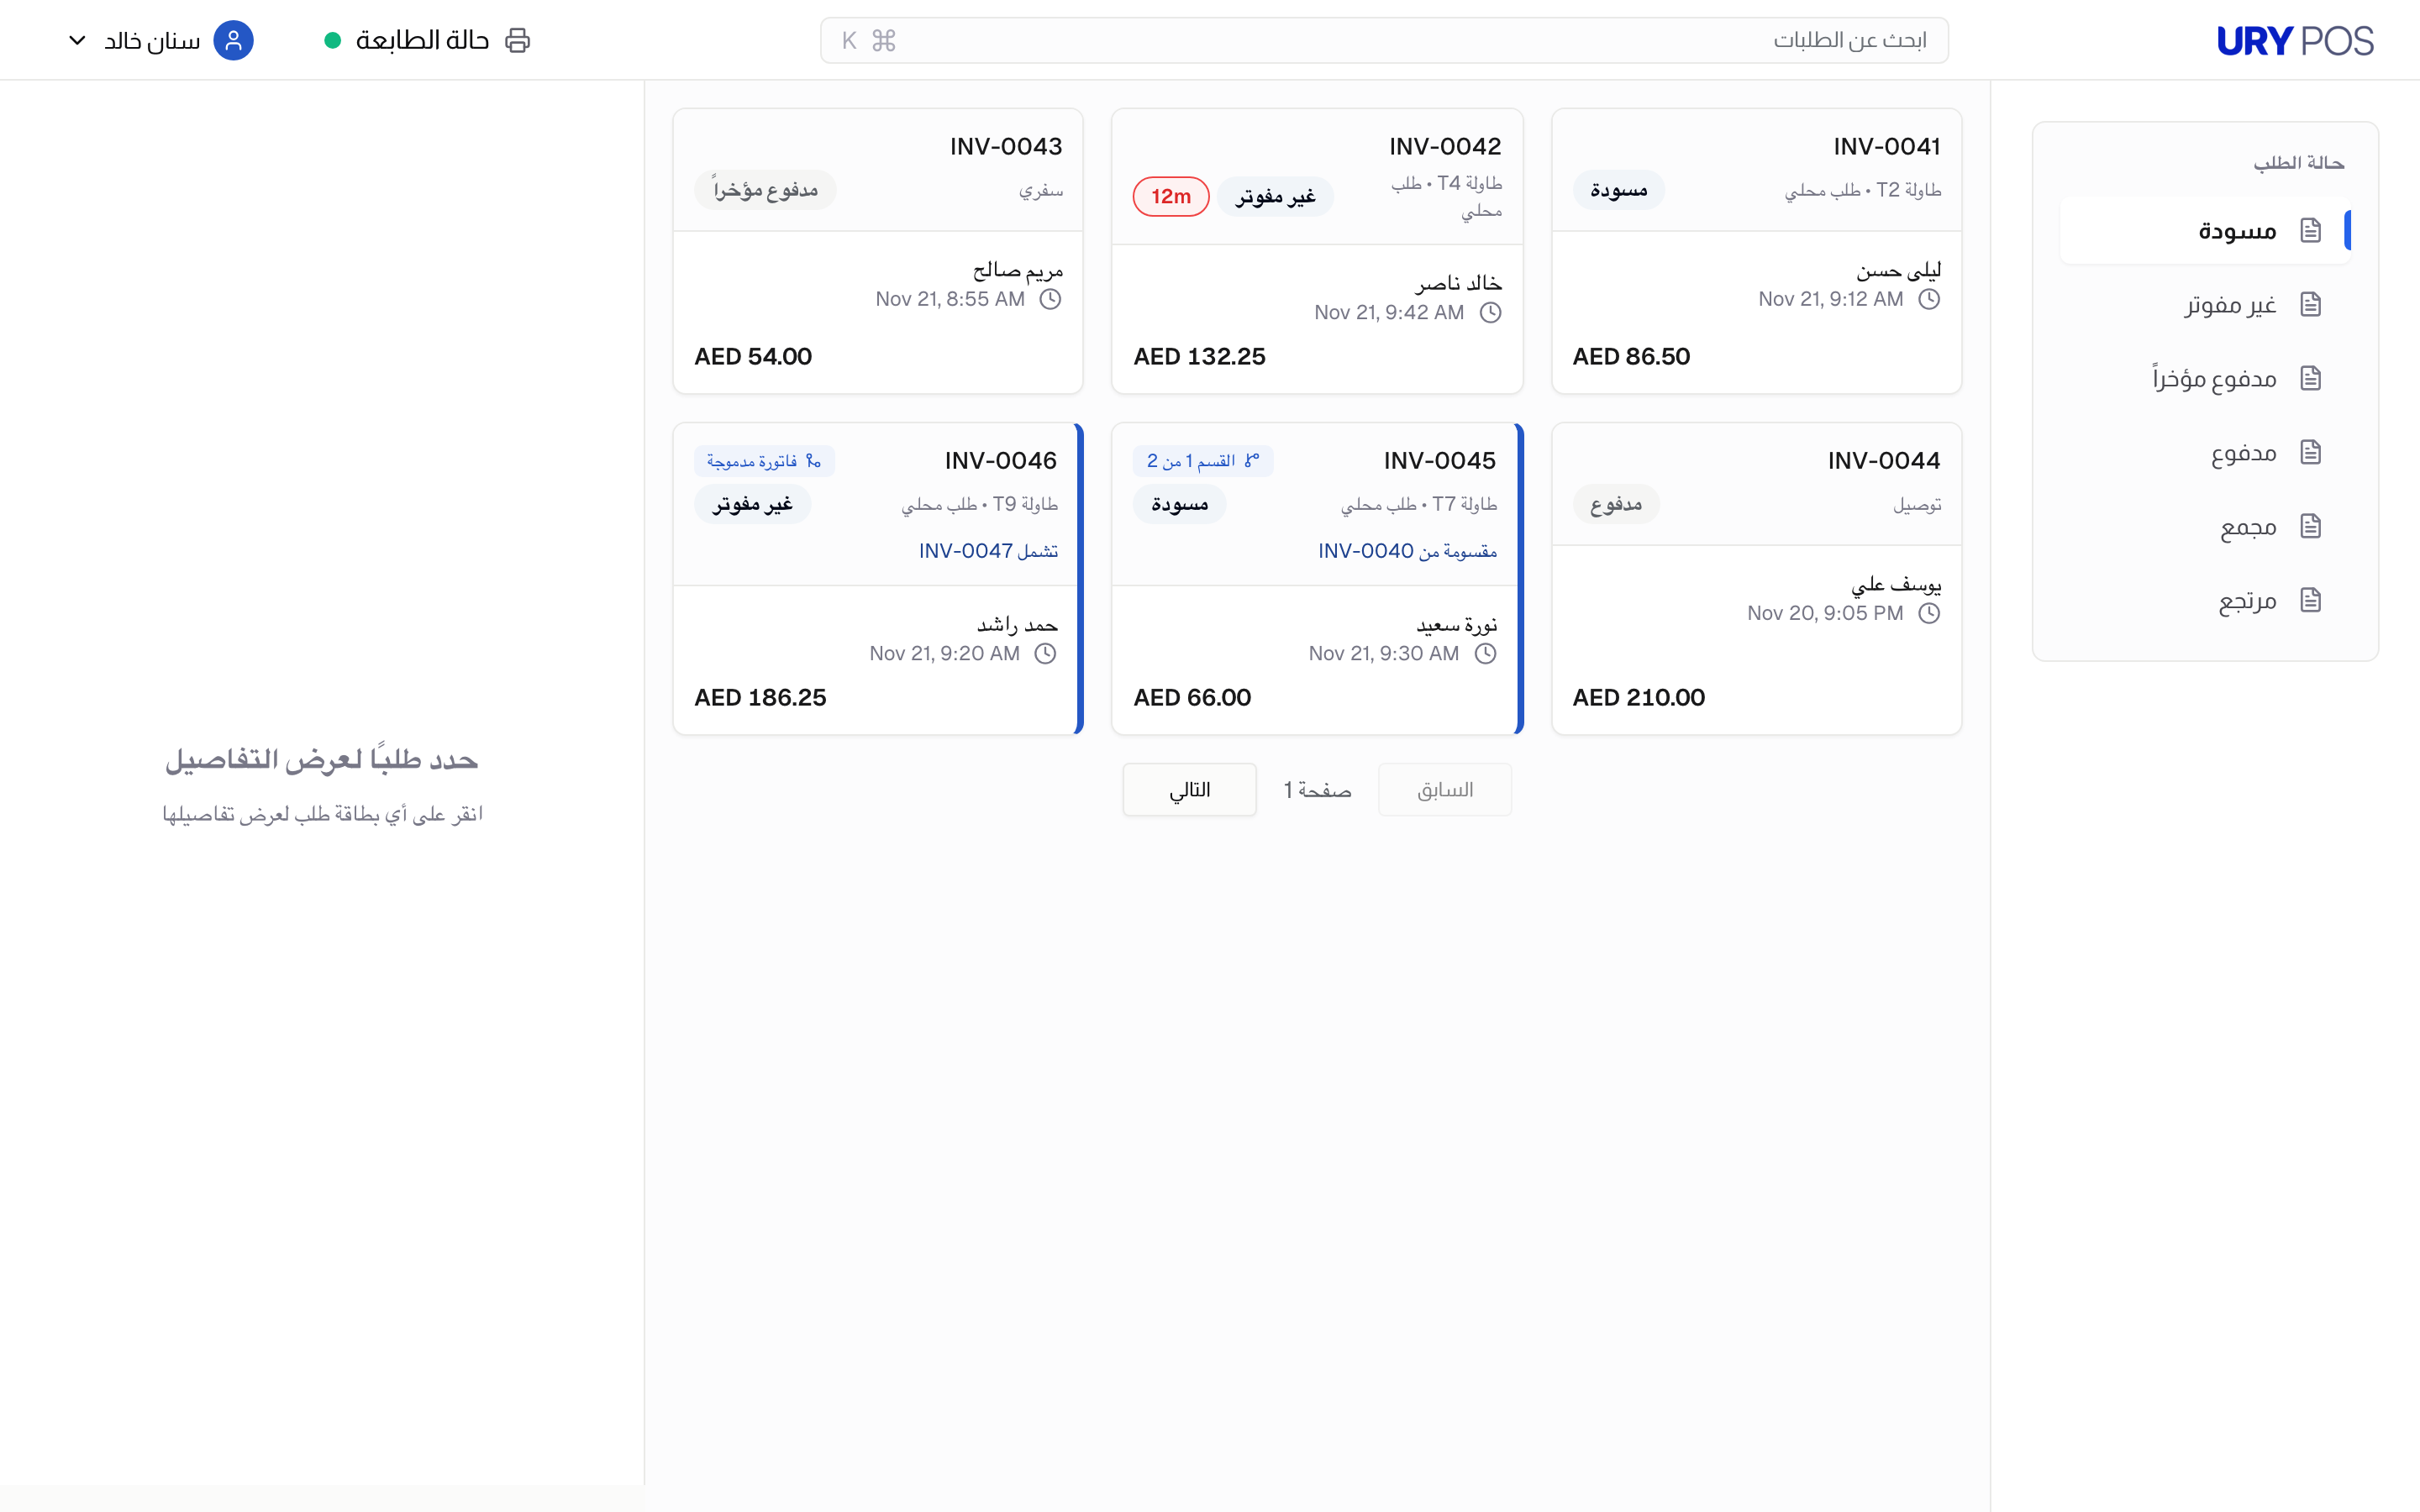 URY POS
ابحث عن الطلبات
⌘ K
حالة الطابعة
سنان خالد
حالة الطلب
مسودة
غير مفوتر
مدفوع مؤخراً
مدفوع
مجمع
مرتجع
INV-0041
طاولة T2 • طلب محلي
مسودة
ليلى حسن
Nov 21, 9:12 AM
AED 86.50
INV-0042
طاولة T4 • طلب
محلي
غير مفوتر
12m
خالد ناصر
Nov 21, 9:42 AM
AED 132.25
INV-0043
سفري
مدفوع مؤخراً
مريم صالح
Nov 21, 8:55 AM
AED 54.00
INV-0044
توصيل
مدفوع
يوسف علي
Nov 20, 9:05 PM
AED 210.00
INV-0045
القسم 1 من 2
طاولة T7 • طلب محلي
مسودة
مقسومة من INV-0040
نورة سعيد
Nov 21, 9:30 AM
AED 66.00
INV-0046
فاتورة مدموجة
طاولة T9 • طلب محلي
غير مفوتر
تشمل INV-0047
حمد راشد
Nov 21, 9:20 AM
AED 186.25
السابق
صفحة 1
التالي
حدد طلبًا لعرض التفاصيل
انقر على أي بطاقة طلب لعرض تفاصيلها